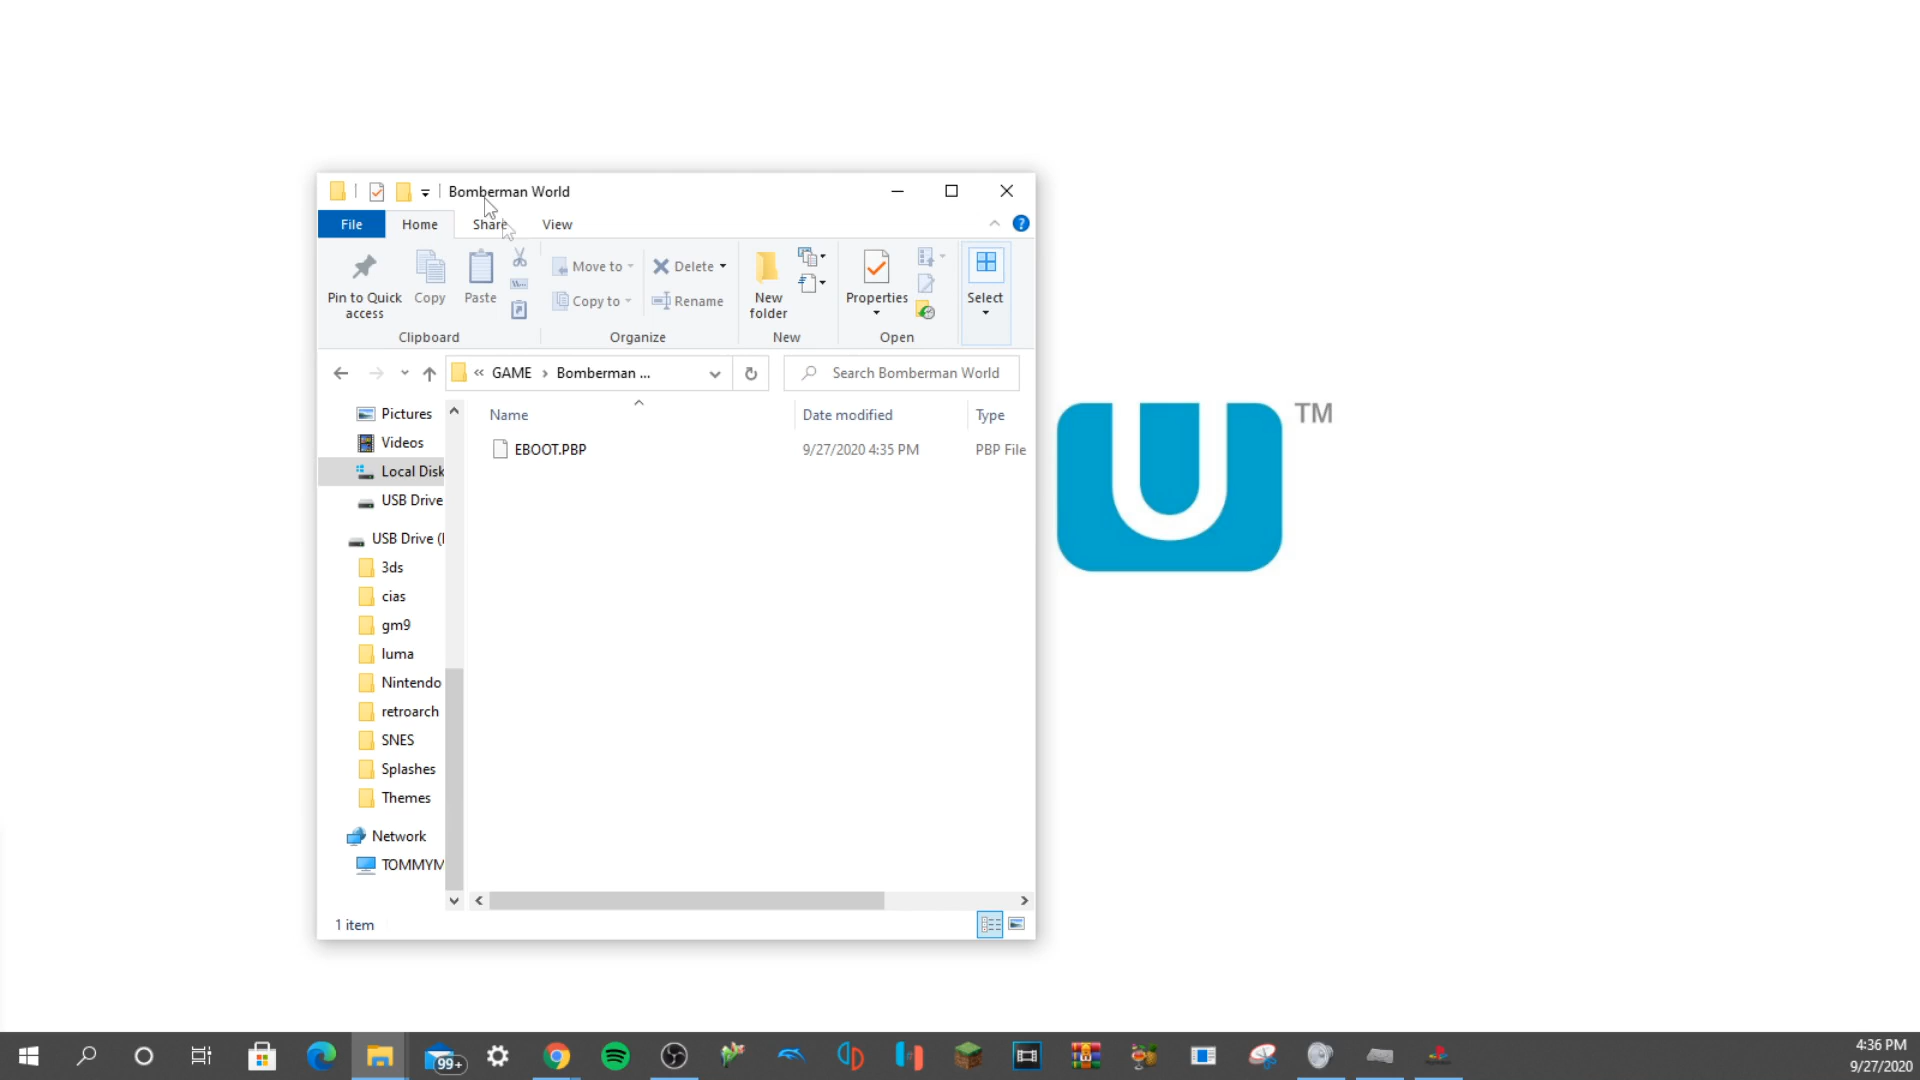 Bomberman World
File Home Share View
Pin to Quick access
Copy
Paste
Move to
Copy to
Delete
Rename
New folder
Properties
Select
Clipboard Organize New Open
« GAME › Bomberman ...
Search Bomberman World
Name Date modified Type
EBOOT.PBP 9/27/2020 4:35 PM PBP File
Pictures
Videos
Local Disk
USB Drive
USB Drive (
3ds
cias
gm9
luma
Nintendo
retroarch
SNES
Splashes
Themes
Network
TOMMYM
1 item
U TM
99+
4:36 PM
9/27/2020